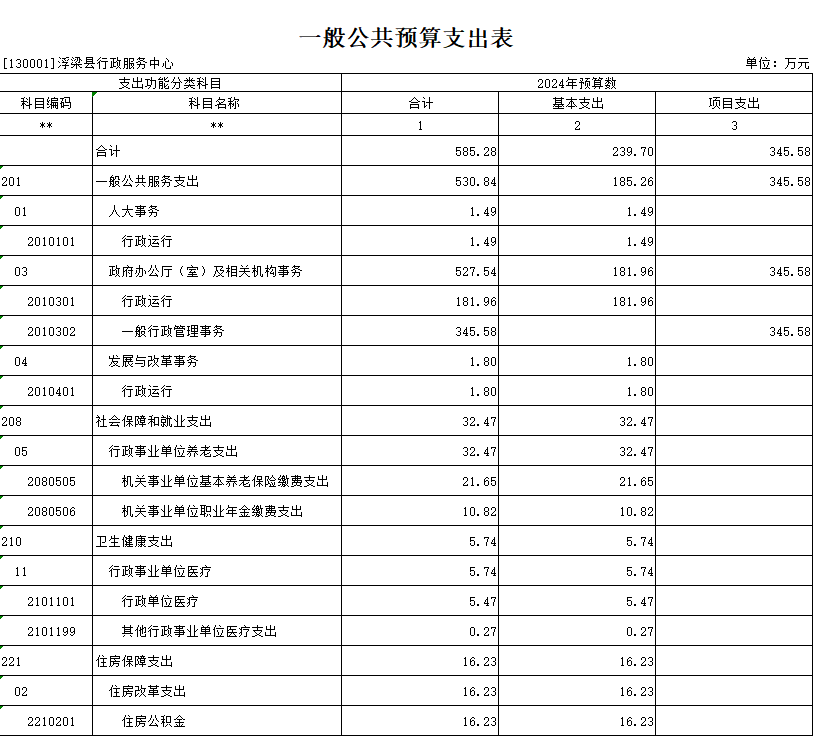 一般公共预算支出表
[130001]浮梁县行政服务中心 单位：万元
支出功能分类科目 2024年预算数
科目编码 科目名称 合计 基本支出 项目支出
** ** 1 2 3
合计 585.28 239.70 345.58
201 一般公共服务支出 530.84 185.26 345.58
01 人大事务 1.49 1.49
2010101 行政运行 1.49 1.49
03 政府办公厅（室）及相关机构事务 527.54 181.96 345.58
2010301 行政运行 181.96 181.96
2010302 一般行政管理事务 345.58 345.58
04 发展与改革事务 1.80 1.80
2010401 行政运行 1.80 1.80
208 社会保障和就业支出 32.47 32.47
05 行政事业单位养老支出 32.47 32.47
2080505 机关事业单位基本养老保险缴费支出 21.65 21.65
2080506 机关事业单位职业年金缴费支出 10.82 10.82
210 卫生健康支出 5.74 5.74
11 行政事业单位医疗 5.74 5.74
2101101 行政单位医疗 5.47 5.47
2101199 其他行政事业单位医疗支出 0.27 0.27
221 住房保障支出 16.23 16.23
02 住房改革支出 16.23 16.23
2210201 住房公积金 16.23 16.23